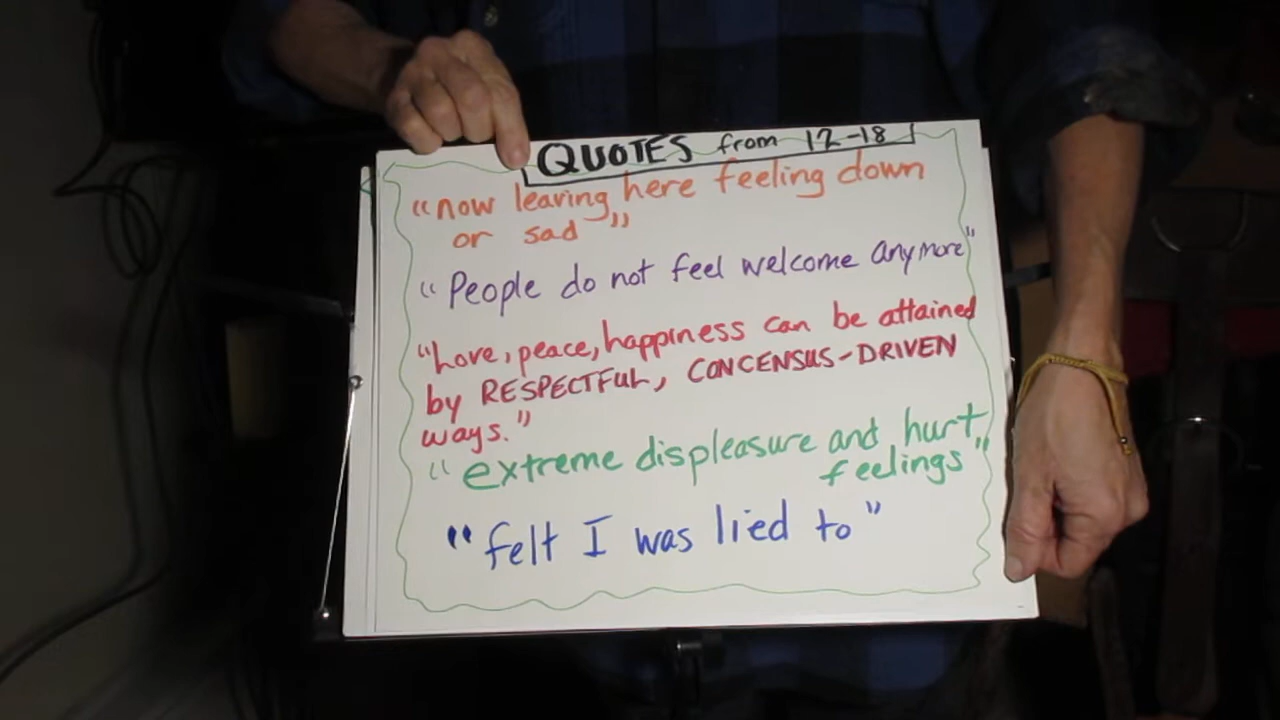 QUOTES from 12-18
"now leaving here feeling down
or sad"
"People do not feel welcome anymore"
"Love, peace, happiness can be attained
by RESPECTFUL, CONCENSUS-DRIVEN
ways."
"extreme displeasure and hurt
feelings"
"felt I was lied to"